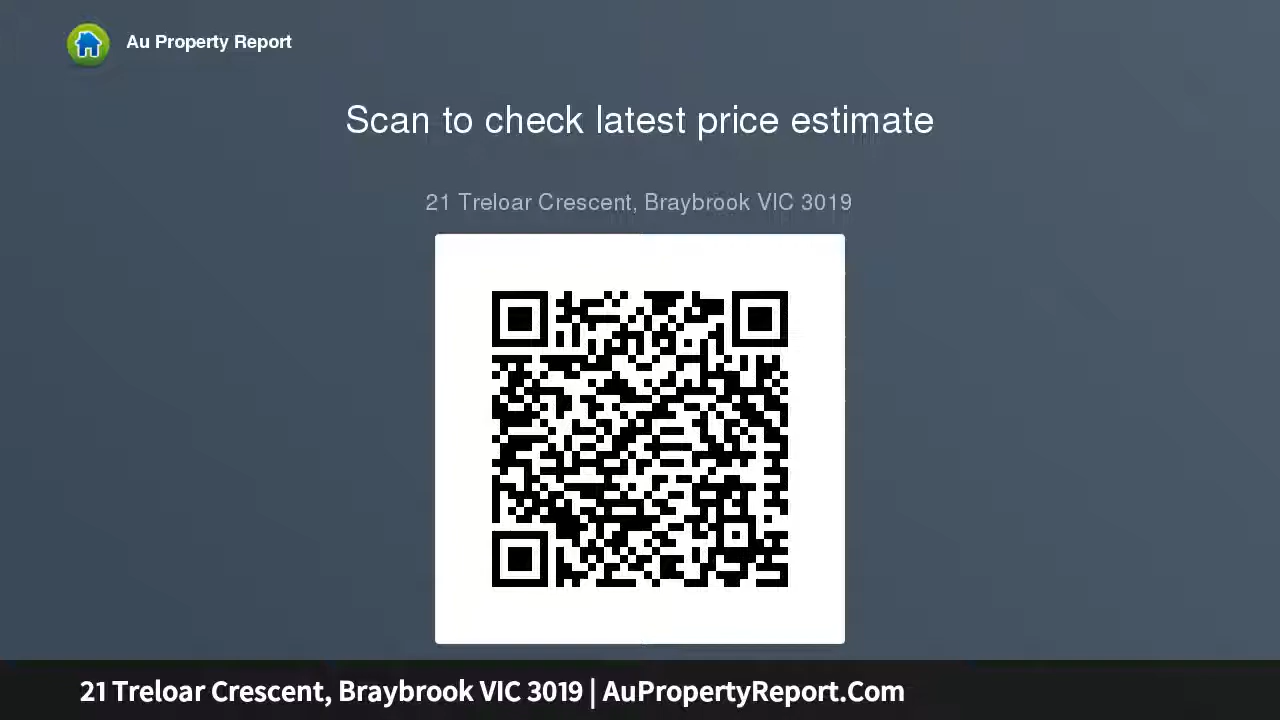 Au Property Report
Scan to check latest price estimate
21 Treloar Crescent, Braybrook VIC 3019
21 Treloar Crescent, Braybrook VIC 3019 | AuPropertyReport.Com